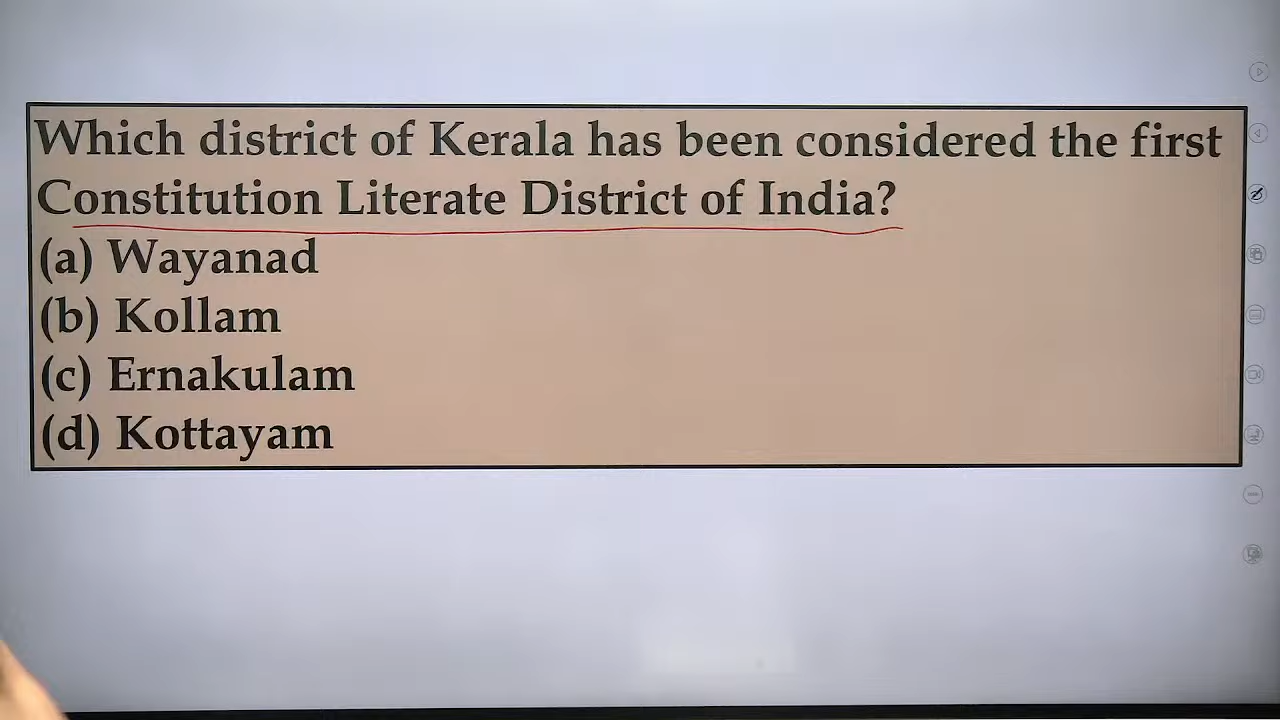 Which district of Kerala has been considered the first
Constitution Literate District of India?
(a) Wayanad
(b) Kollam
(c) Ernakulam
(d) Kottayam